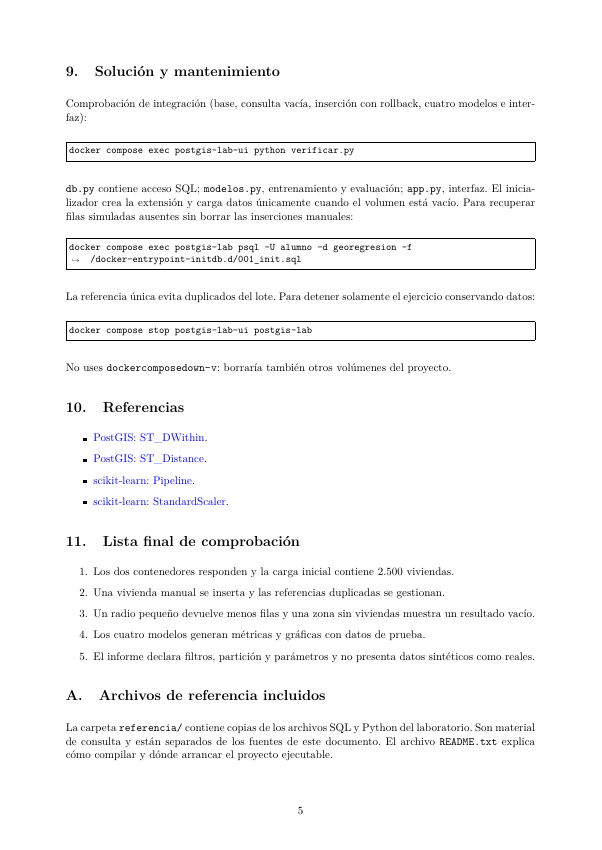 9. Solución y mantenimiento
Comprobación de integración (base, consulta vacía, inserción con rollback, cuatro modelos e inter-
faz):
docker compose exec postgis-lab-ui python verificar.py
db.py contiene acceso SQL; modelos.py, entrenamiento y evaluación; app.py, interfaz. El inicia-
lizador crea la extensión y carga datos únicamente cuando el volumen está vacío. Para recuperar
filas simuladas ausentes sin borrar las inserciones manuales:
docker compose exec postgis-lab psql -U alumno -d georegresion -f
↪ /docker-entrypoint-initdb.d/001_init.sql
La referencia única evita duplicados del lote. Para detener solamente el ejercicio conservando datos:
docker compose stop postgis-lab-ui postgis-lab
No uses dockercomposedown-v: borraría también otros volúmenes del proyecto.
10. Referencias
▪ PostGIS: ST_DWithin.
▪ PostGIS: ST_Distance.
▪ scikit-learn: Pipeline.
▪ scikit-learn: StandardScaler.
11. Lista final de comprobación
1. Los dos contenedores responden y la carga inicial contiene 2.500 viviendas.
2. Una vivienda manual se inserta y las referencias duplicadas se gestionan.
3. Un radio pequeño devuelve menos filas y una zona sin viviendas muestra un resultado vacío.
4. Los cuatro modelos generan métricas y gráficas con datos de prueba.
5. El informe declara filtros, partición y parámetros y no presenta datos sintéticos como reales.
A. Archivos de referencia incluidos
La carpeta referencia/ contiene copias de los archivos SQL y Python del laboratorio. Son material
de consulta y están separados de los fuentes de este documento. El archivo README.txt explica
cómo compilar y dónde arrancar el proyecto ejecutable.
5